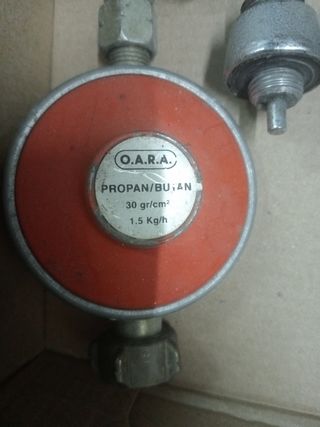 O.A.R.A.
PROPAN/BUTAN
30 gr/cm²
1.5 Kg/h